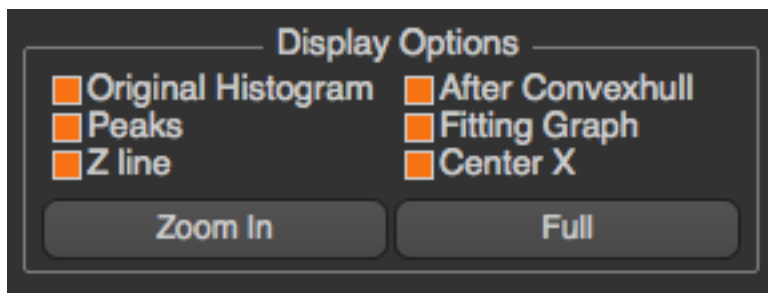 Display Options
Original Histogram After Convexhull
Peaks Fitting Graph
Z line Center X
Zoom In Full